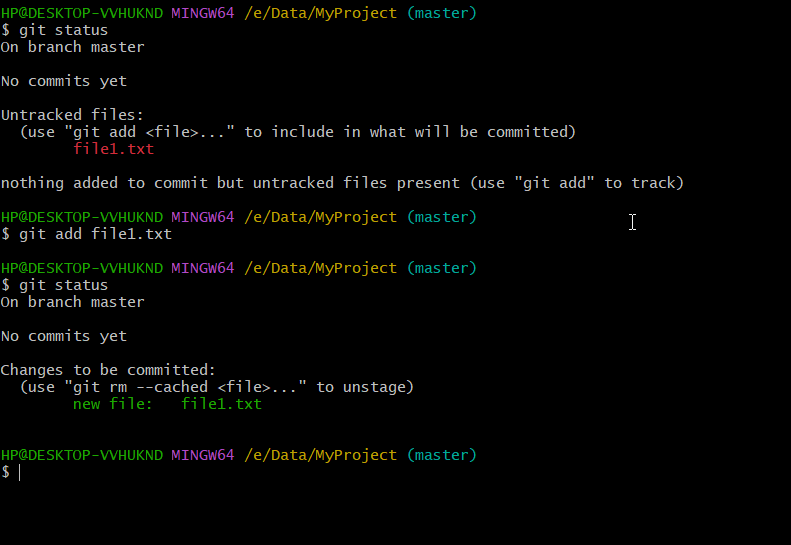 HP@DESKTOP-VVHUKND MINGW64 /e/Data/MyProject (master)
$ git status
On branch master
No commits yet
Untracked files:
(use "git add <file>..." to include in what will be committed)
file1.txt
nothing added to commit but untracked files present (use "git add" to track)
HP@DESKTOP-VVHUKND MINGW64 /e/Data/MyProject (master)
$ git add file1.txt
HP@DESKTOP-VVHUKND MINGW64 /e/Data/MyProject (master)
$ git status
On branch master
No commits yet
Changes to be committed:
(use "git rm --cached <file>..." to unstage)
new file:   file1.txt
HP@DESKTOP-VVHUKND MINGW64 /e/Data/MyProject (master)
$